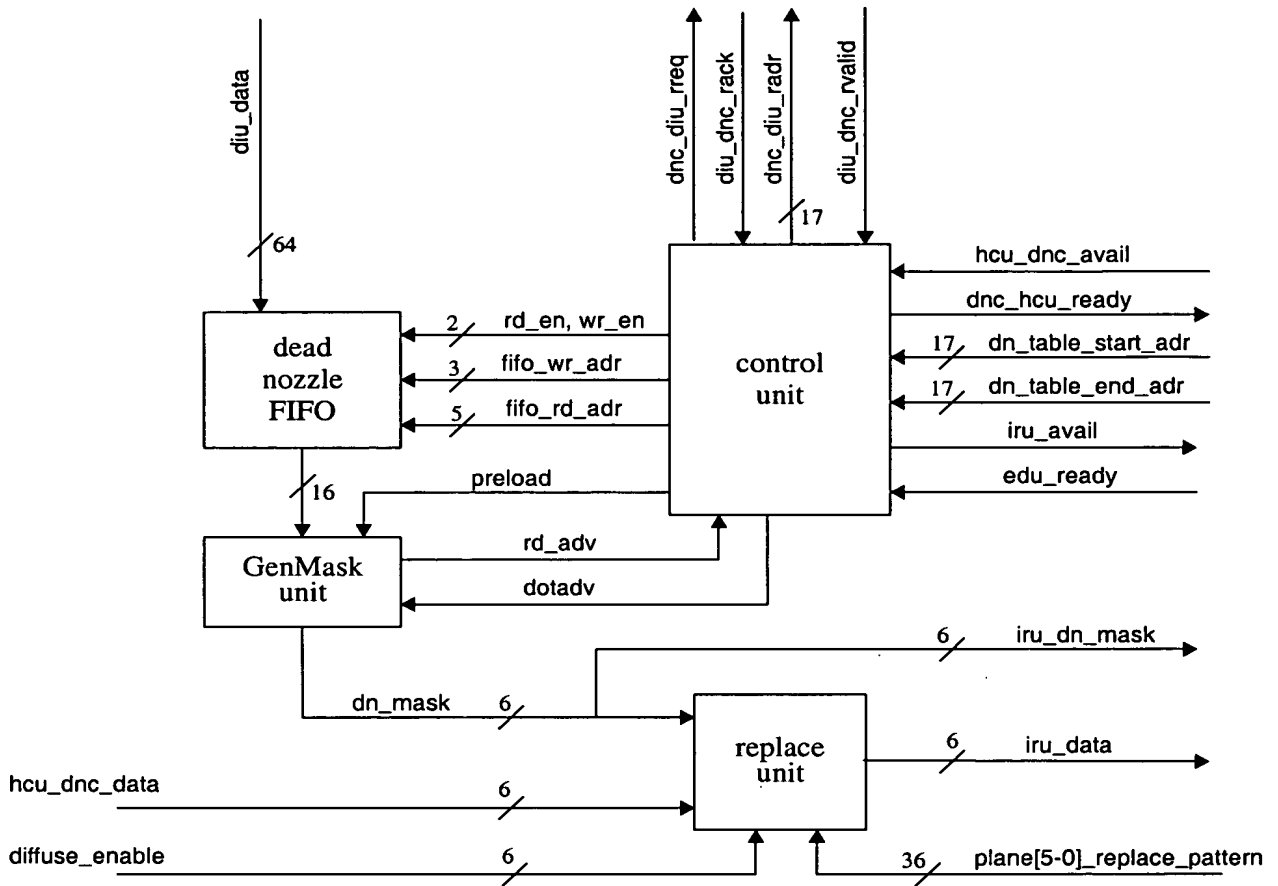 diu_data
64
dnc_diu_rreq
diu_dnc_rack
dnc_diu_radr
17
diu_dnc_rvalid
hcu_dnc_avail
dnc_hcu_ready
17
dn_table_start_adr
17
dn_table_end_adr
iru_avail
edu_ready
control
unit
2
rd_en, wr_en
3
fifo_wr_adr
5
fifo_rd_adr
dead
nozzle
FIFO
16
preload
GenMask
unit
rd_adv
dotadv
6
iru_dn_mask
dn_mask
6
replace
unit
6
iru_data
hcu_dnc_data
6
diffuse_enable
6
36
plane[5-0]_replace_pattern